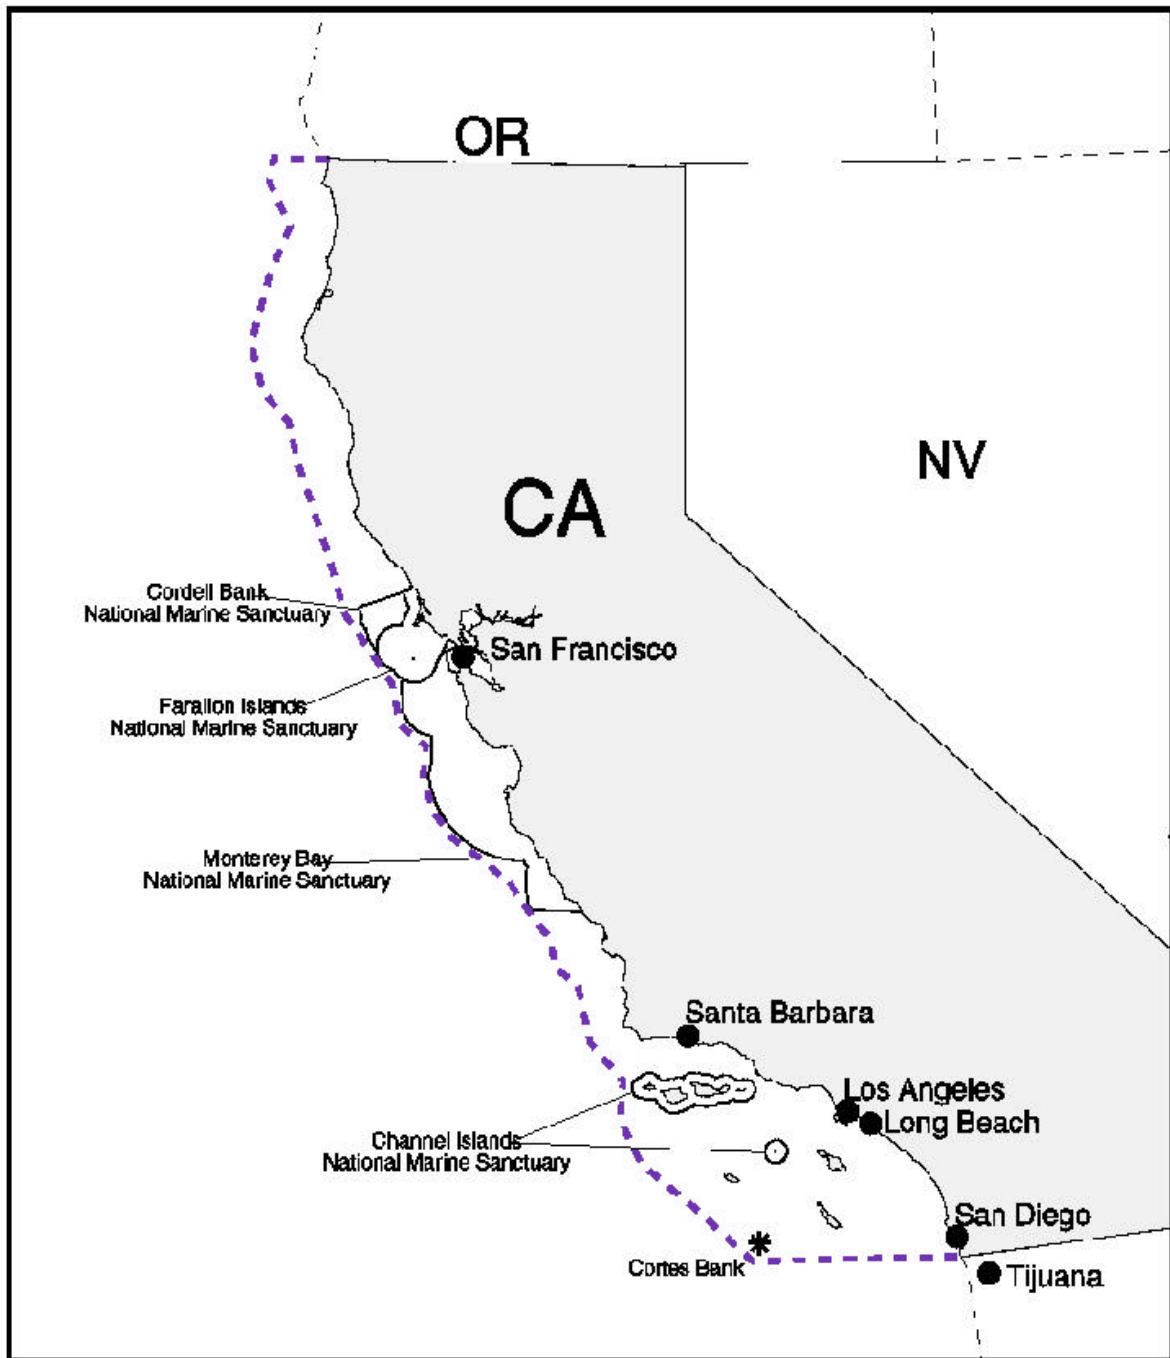 OR
NV
CA
Cordell Bank
National Marine Sanctuary
San Francisco
Farallon Islands
National Marine Sanctuary
Monterey Bay
National Marine Sanctuary
Santa Barbara
Los Angeles
Long Beach
Channel Islands
National Marine Sanctuary
San Diego
Cortes Bank
Tijuana